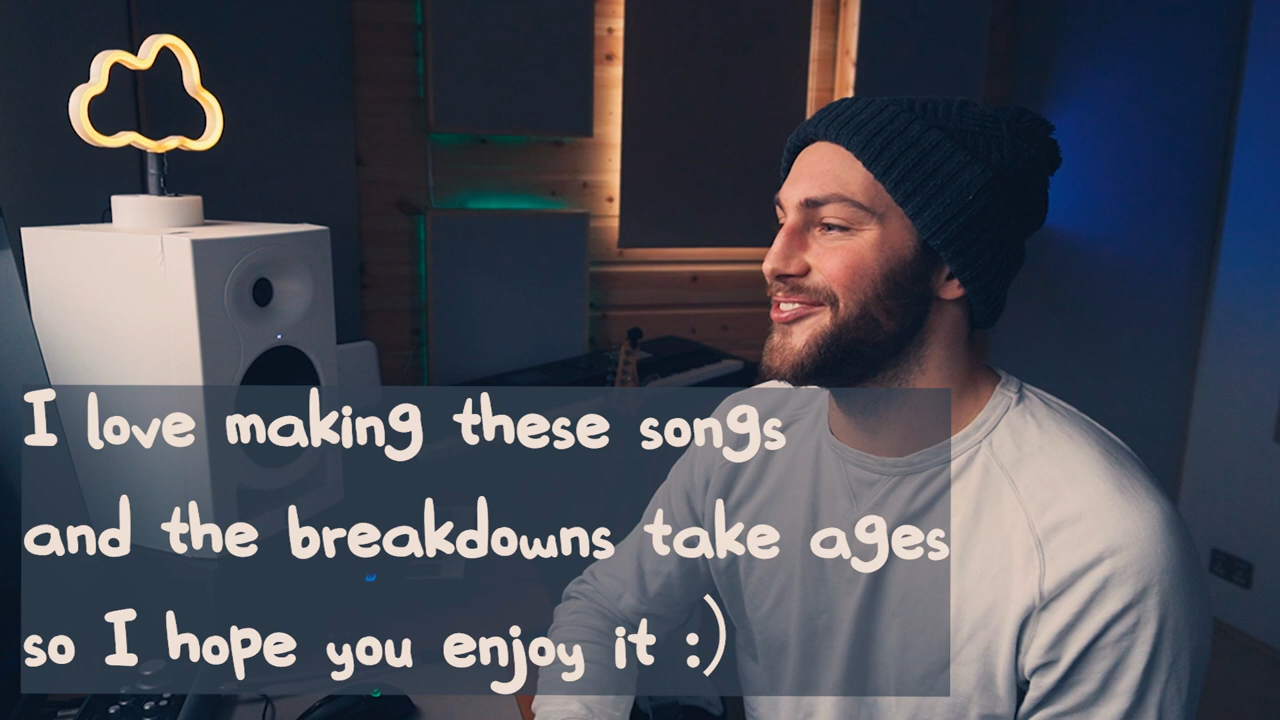 I love making these songs
and the breakdowns take ages
so I hope you enjoy it :)